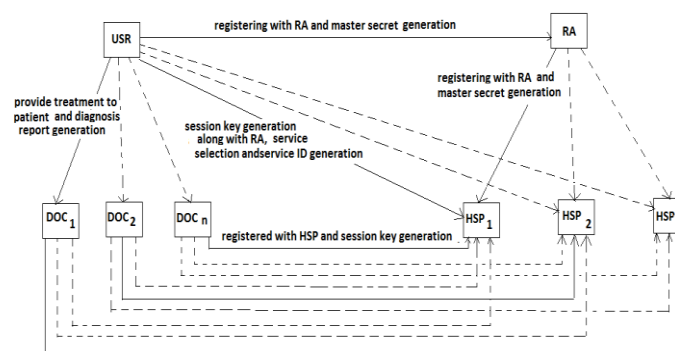 registering with RA and master secret generation
USR
RA
provide treatment to
patient and diagnosis
report generation
registering with RA and
master secret generation
session key generation
along with RA, service
selection andservice ID generation
DOC 1
DOC 2
DOC n
HSP 1
HSP 2
HSP
registered with HSP and session key generation